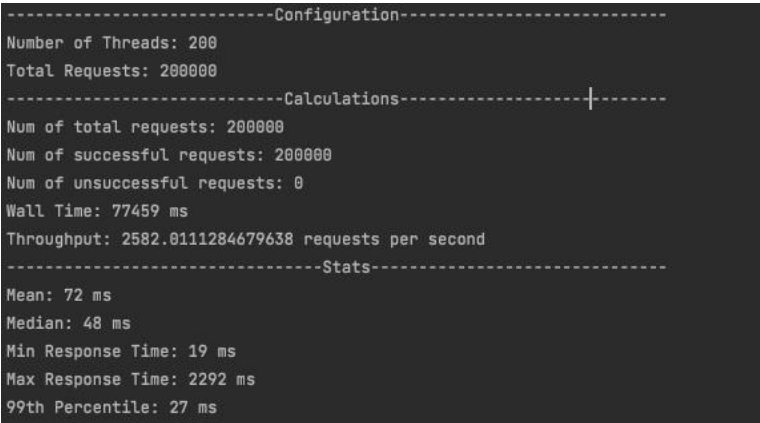 ----------------------------Configuration----------------------------
Number of Threads: 200
Total Requests: 200000
-----------------------------Calculations----------------------------
Num of total requests: 200000
Num of successful requests: 200000
Num of unsuccessful requests: 0
Wall Time: 77459 ms
Throughput: 2582.0111284679638 requests per second
---------------------------------Stats-------------------------------
Mean: 72 ms
Median: 48 ms
Min Response Time: 19 ms
Max Response Time: 2292 ms
99th Percentile: 27 ms